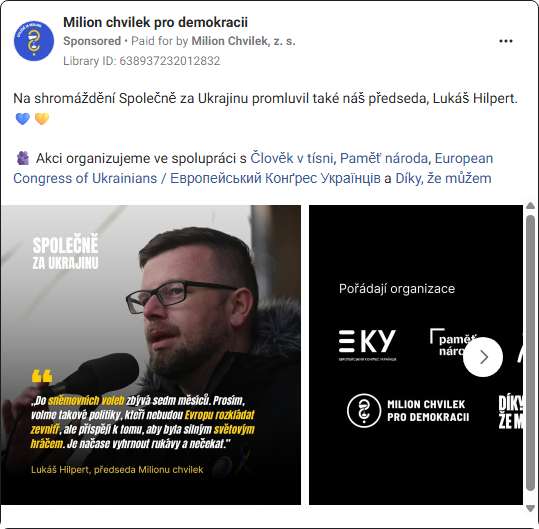 Milion chvilek pro demokracii
Sponsored • Paid for by Milion Chvilek, z. s.
Library ID: 638937232012832
Na shromáždění Společně za Ukrajinu promluvil také náš předseda, Lukáš Hilpert.
💙 💛
Akci organizujeme ve spolupráci s Člověk v tísni, Paměť národa, European
Congress of Ukrainians / Европейський Конґрес Українців a Díky, že můžem
SPOLEČNĚ
ZA UKRAJINU
„Do sněmovních voleb zbývá sedm měsíců. Prosím,
volme takové politiky, kteří nebudou Evropu rozkládat
zevnitř, ale přispějí k tomu, aby byla silným světovým
hráčem. Je načase vyhrnout rukávy a nečekat.“
Lukáš Hilpert, předseda Milionu chvilek
Pořádají organizace
EKY
ЕВРОПЕЙСЬКИЙ КОНҐРЕС УКРАЇНЦІВ
paměť
náro
MILION CHVILEK
PRO DEMOKRACII
DÍKY
ŽE M